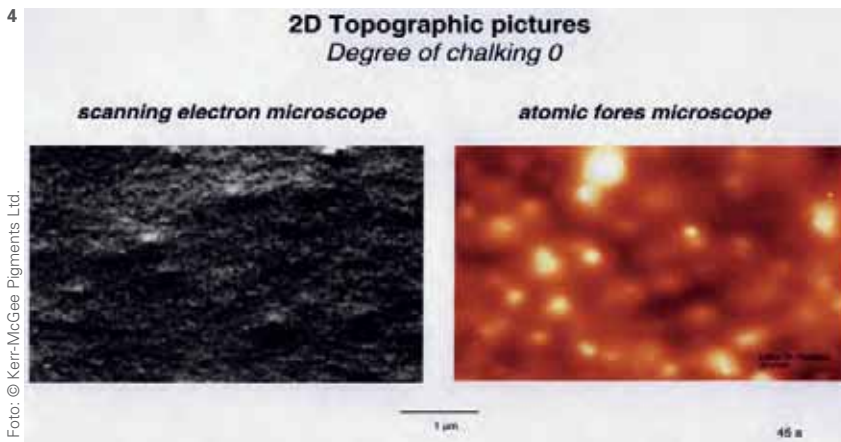 4
2D Topographic pictures
Degree of chalking 0
scanning electron microscope
atomic fores microscope
Foto: © Kerr-McGee Pigments Ltd.
1 µm
45 a